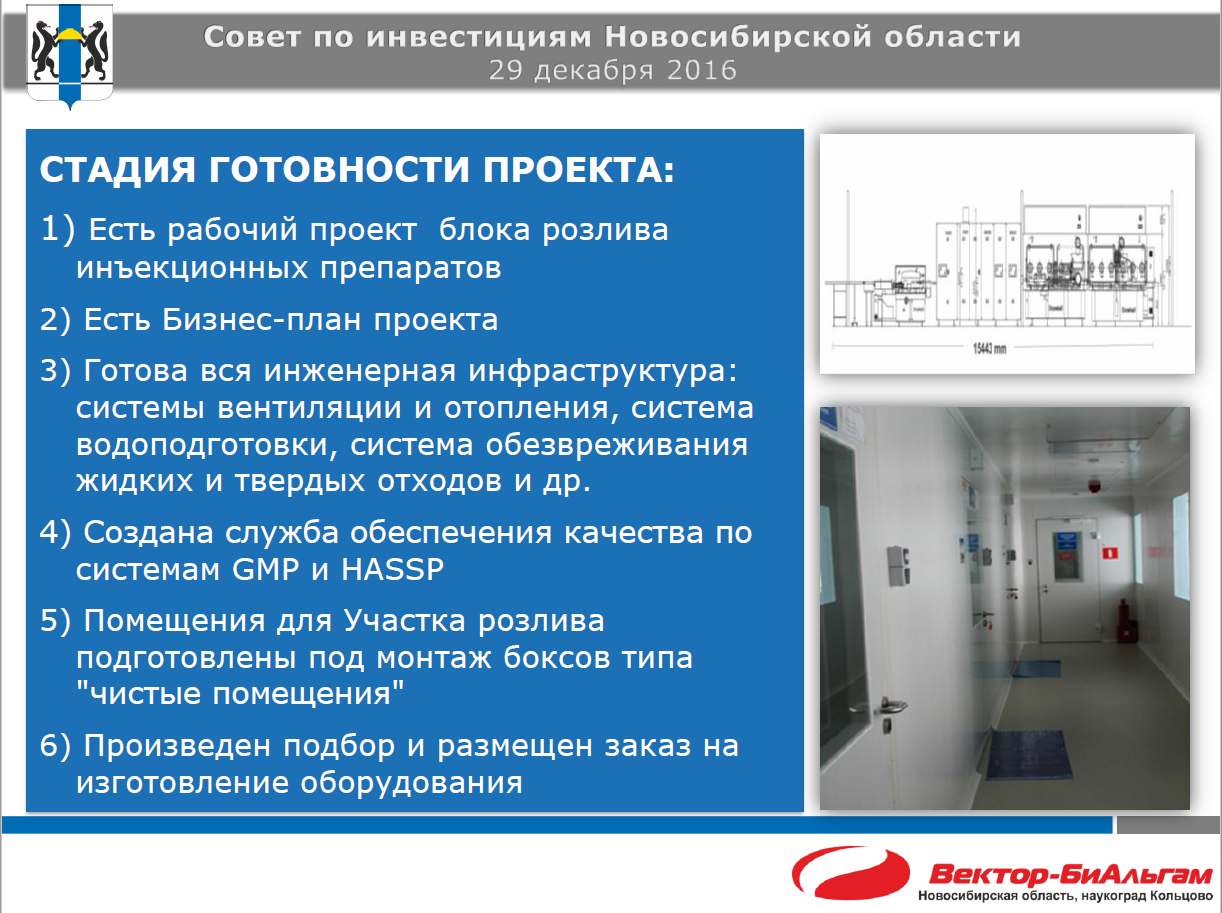 Совет по инвестициям Новосибирской области
29 декабря 2016
СТАДИЯ ГОТОВНОСТИ ПРОЕКТА:
1) Есть рабочий проект  блока розлива
инъекционных препаратов
2) Есть Бизнес-план проекта
3) Готова вся инженерная инфраструктура:
системы вентиляции и отопления, система
водоподготовки, система обезвреживания
жидких и твердых отходов и др.
4) Создана служба обеспечения качества по
системам GMP и HASSP
5) Помещения для Участка розлива
подготовлены под монтаж боксов типа
"чистые помещения"
6) Произведен подбор и размещен заказ на
изготовление оборудования
15443 mm
Вектор-БиАльгам
Новосибирская область, наукоград Кольцово